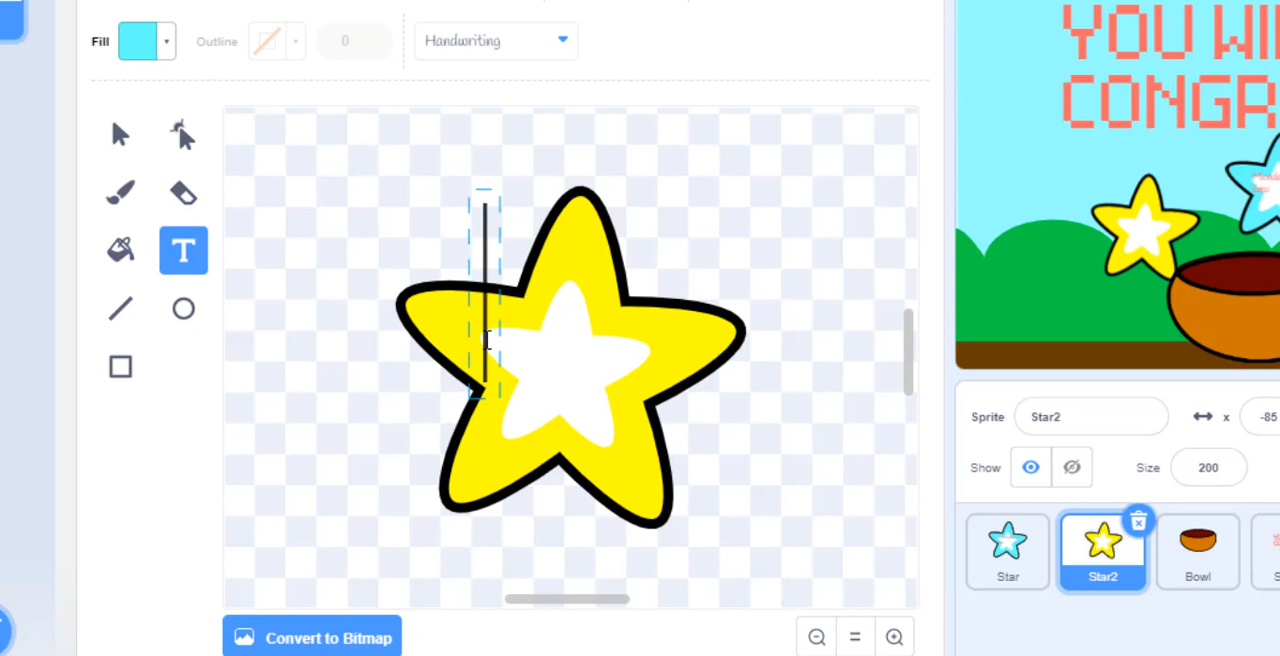 Fill
Outline
0
Handwriting
T
Convert to Bitmap
YOU WI
CONGR
Sprite
Star2
x
-85
Show
Size
200
Star
Star2
Bowl